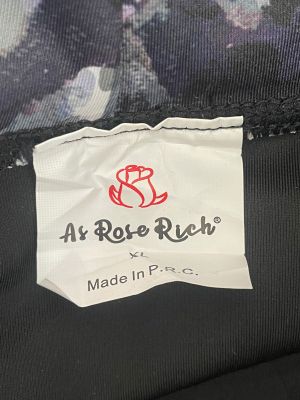 As Rose Rich®
XL
Made In P.R.C.